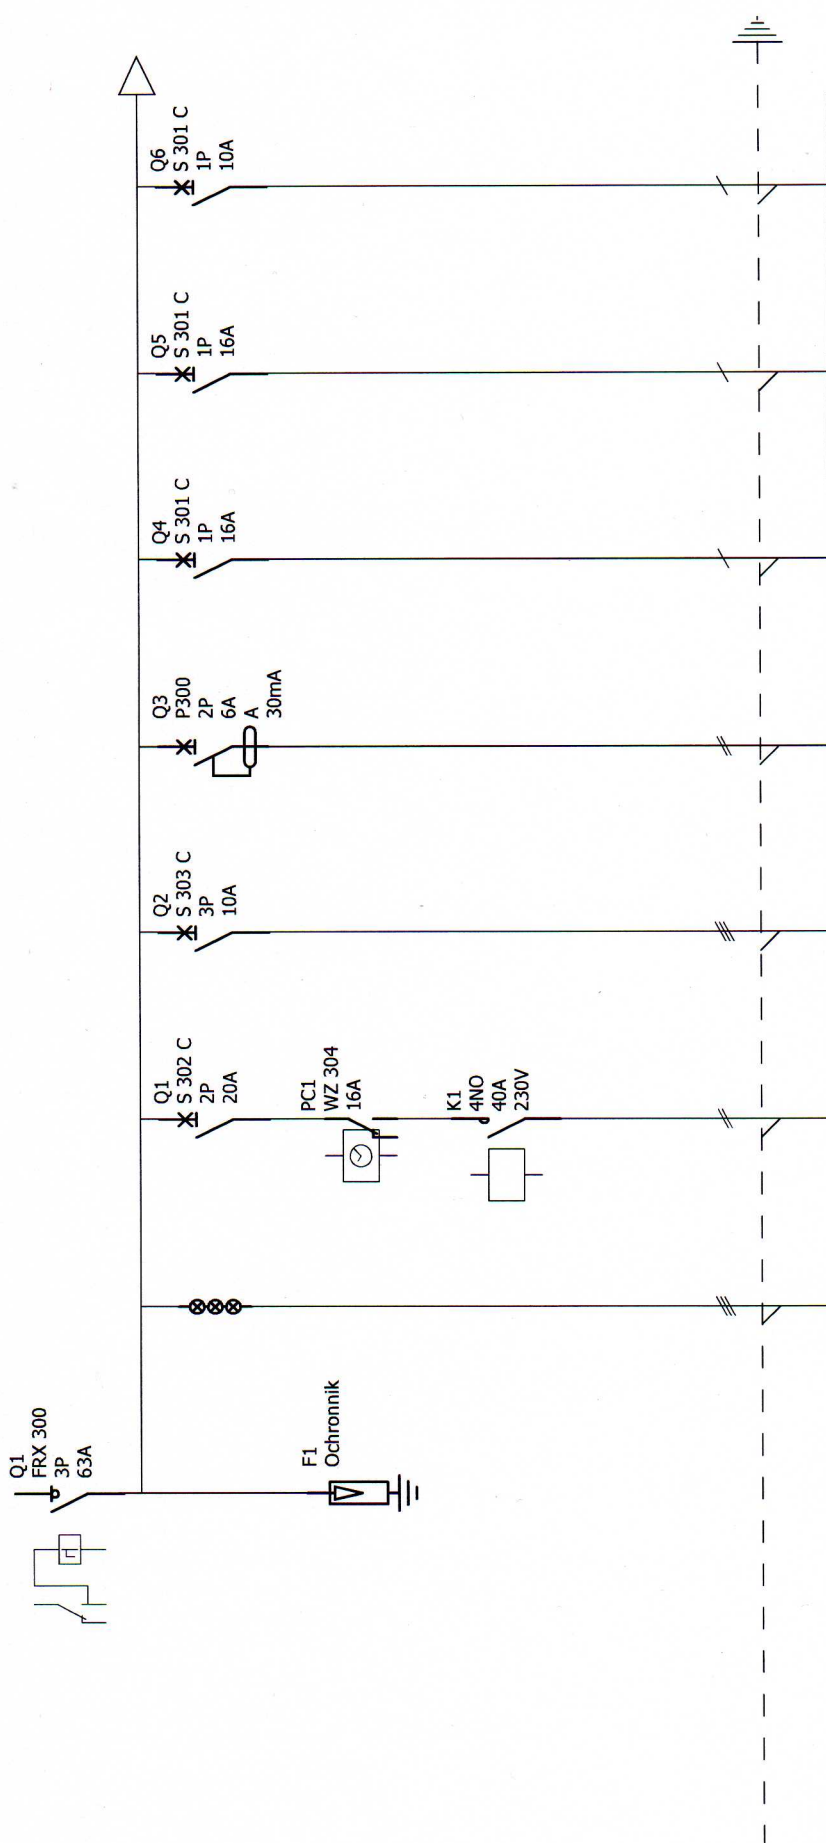 Q1
FRX 300
3P
63A
F1
Ochronnik
Q1
S 302 C
2P
20A
PC1
WZ 304
16A
K1
4NO
40A
230V
Q2
S 303 C
3P
10A
Q3
P300
2P
6A
A
30mA
Q4
S 301 C
1P
16A
Q5
S 301 C
1P
16A
Q6
S 301 C
1P
10A